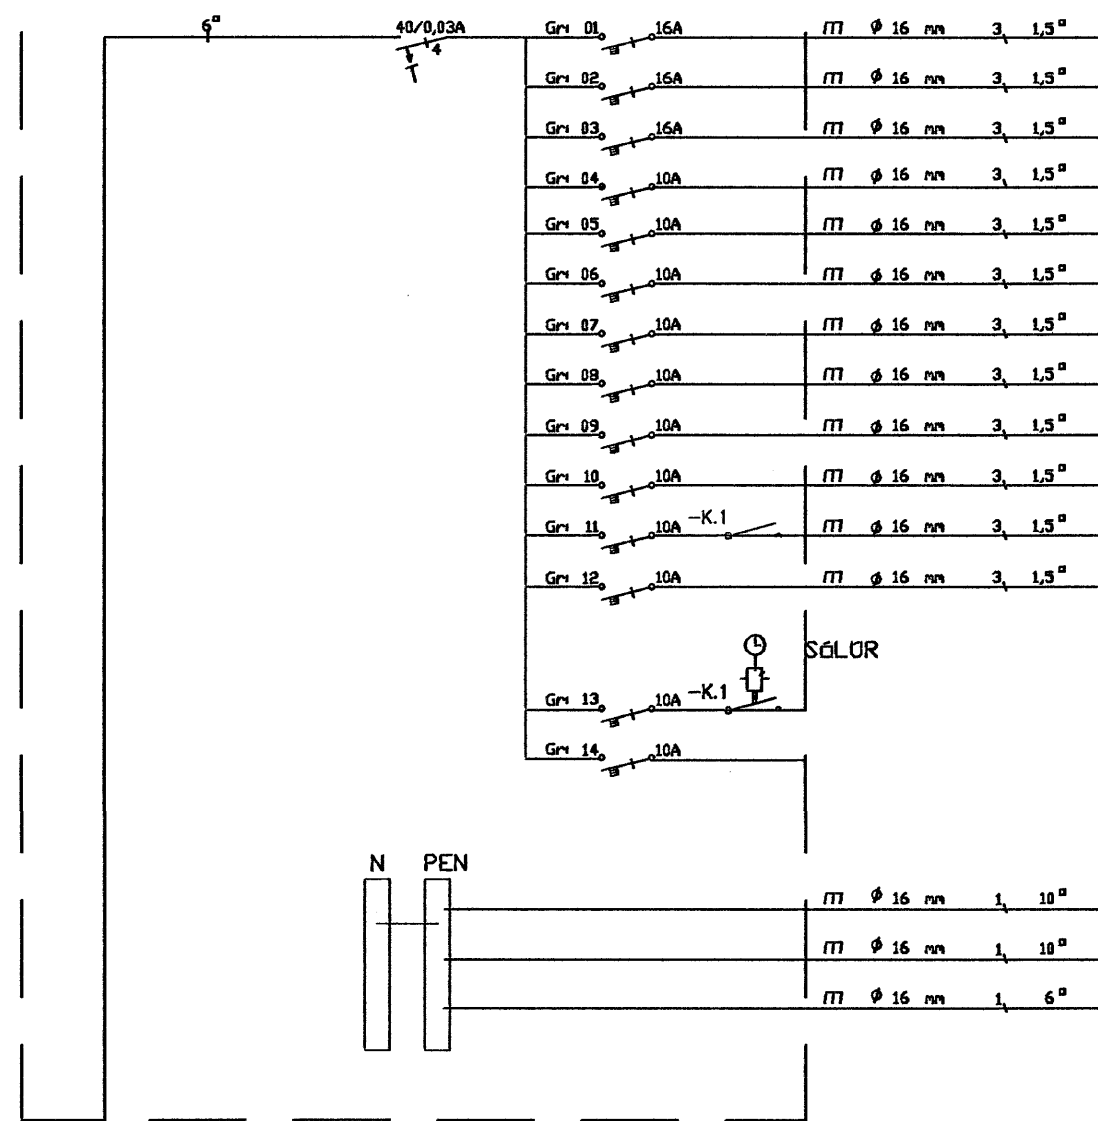 6¤ 40/0,03A Gr: 01 16A m ø 16 mm 3 1,5¤
4
Gr: 02 16A m ø 16 mm 3 1,5¤
Gr: 03 16A m ø 16 mm 3 1,5¤
Gr: 04 10A m ø 16 mm 3 1,5¤
Gr: 05 10A m ø 16 mm 3 1,5¤
Gr: 06 10A m ø 16 mm 3 1,5¤
Gr: 07 10A m ø 16 mm 3 1,5¤
Gr: 08 10A m ø 16 mm 3 1,5¤
Gr: 09 10A m ø 16 mm 3 1,5¤
Gr: 10 10A m ø 16 mm 3 1,5¤
Gr: 11 10A -K.1 m ø 16 mm 3 1,5¤
Gr: 12 10A m ø 16 mm 3 1,5¤
SÓLÚR
Gr: 13 10A -K.1
Gr: 14 10A
N PEN
m ø 16 mm 1 10¤
m ø 16 mm 1 10¤
m ø 16 mm 1 6¤